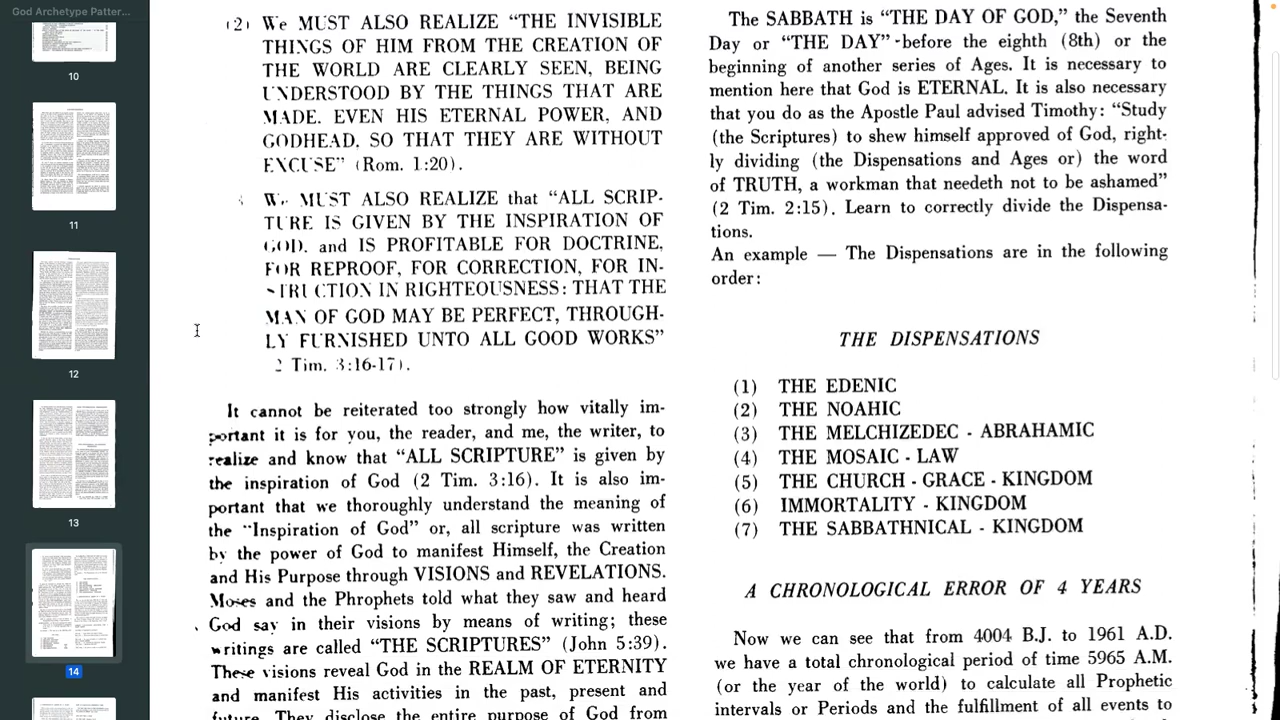 God Archetype Patter...
10
11
12
13
14
(2) We MUST ALSO REALIZE “THE INVISIBLE
THINGS OF HIM FROM THE CREATION OF
THE WORLD ARE CLEARLY SEEN, BEING
UNDERSTOOD BY THE THINGS THAT ARE
MADE. EVEN HIS ETERNAL POWER, AND
GODHEAD, SO THAT THEY ARE WITHOUT
EXCUSE” (Rom. 1:20).
We MUST ALSO REALIZE that “ALL SCRIP-
TURE IS GIVEN BY THE INSPIRATION OF
GOD. and IS PROFITABLE FOR DOCTRINE,
FOR REPROOF, FOR CORRECTION, FOR IN-
STRUCTION IN RIGHTEOUSNESS: THAT THE
MAN OF GOD MAY BE PERFECT, THROUGH-
LY FURNISHED UNTO ALL GOOD WORKS”
2 Tim. 3:16-17).
It cannot be reiterated too strongly how vitally im-
portant it is for you, the reader, and me, the writer, to
realize and know that “ALL SCRIPTURE” is given by
the inspiration of God (2 Tim. 3:16). It is also im-
portant that we thoroughly understand the meaning of
the “Inspiration of God” or, all scripture was written
by the power of God to manifest Himself, the Creation
and His Purpose through VISIONS and REVELATIONS.
Moses and the Phrophets told what they saw and heard
God say in their visions by means of writing; these
writings are called “THE SCRIPTURES” (John 5:39).
These visions reveal God in the REALM OF ETERNITY
and manifest His activities in the past, present and
future. They disclose the entire purpose of God from
The SABBATH is “THE DAY OF GOD,” the Seventh
Day or “THE DAY” -before the eighth (8th) or the
beginning of another series of Ages. It is necessary to
mention here that God is ETERNAL. It is also necessary
that you do as the Apostle Paul advised Timothy: “Study
(the Scriptures) to shew himself approved of God, right-
ly dividing (the Dispensations and Ages or) the word
of TRUTH, a workman that needeth not to be ashamed”
(2 Tim. 2:15). Learn to correctly divide the Dispensa-
tions.
An example — The Dispensations are in the following
order:
THE DISPENSATIONS
(1) THE EDENIC
(2) THE NOAHIC
(3) THE MELCHIZEDEC - ABRAHAMIC
(4) THE MOSAIC - LAW
(5) THE CHURCH - GRACE - KINGDOM
(6) IMMORTALITY - KINGDOM
(7) THE SABBATHNICAL - KINGDOM
A CHRONOLOGICAL ERROR OF 4 YEARS
Now we can see that from 4004 B.J. to 1961 A.D.
we have a total chronological period of time 5965 A.M.
(or the year of the world) to calculate all Prophetic
intervals or Periods and the fulfillment of all events to